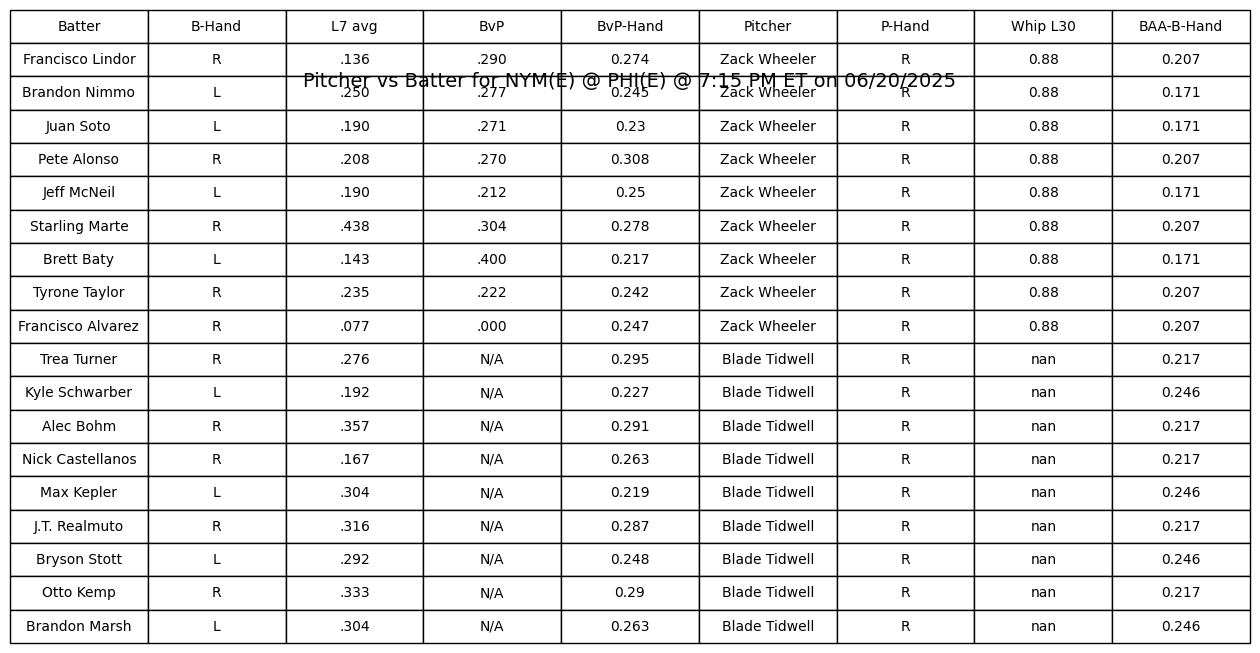 Batter B-Hand L7 avg BvP BvP-Hand Pitcher P-Hand Whip L30 BAA-B-Hand
Francisco Lindor R .136 .290 0.274 Zack Wheeler R 0.88 0.207
Pitcher vs Batter for NYM(E) @ PHI(E) @ 7:15 PM ET on 06/20/2025
Brandon Nimmo L .250 .277 0.245 Zack Wheeler R 0.88 0.171
Juan Soto L .190 .271 0.23 Zack Wheeler R 0.88 0.171
Pete Alonso R .208 .270 0.308 Zack Wheeler R 0.88 0.207
Jeff McNeil L .190 .212 0.25 Zack Wheeler R 0.88 0.171
Starling Marte R .438 .304 0.278 Zack Wheeler R 0.88 0.207
Brett Baty L .143 .400 0.217 Zack Wheeler R 0.88 0.171
Tyrone Taylor R .235 .222 0.242 Zack Wheeler R 0.88 0.207
Francisco Alvarez R .077 .000 0.247 Zack Wheeler R 0.88 0.207
Trea Turner R .276 N/A 0.295 Blade Tidwell R nan 0.217
Kyle Schwarber L .192 N/A 0.227 Blade Tidwell R nan 0.246
Alec Bohm R .357 N/A 0.291 Blade Tidwell R nan 0.217
Nick Castellanos R .167 N/A 0.263 Blade Tidwell R nan 0.217
Max Kepler L .304 N/A 0.219 Blade Tidwell R nan 0.246
J.T. Realmuto R .316 N/A 0.287 Blade Tidwell R nan 0.217
Bryson Stott L .292 N/A 0.248 Blade Tidwell R nan 0.246
Otto Kemp R .333 N/A 0.29 Blade Tidwell R nan 0.217
Brandon Marsh L .304 N/A 0.263 Blade Tidwell R nan 0.246